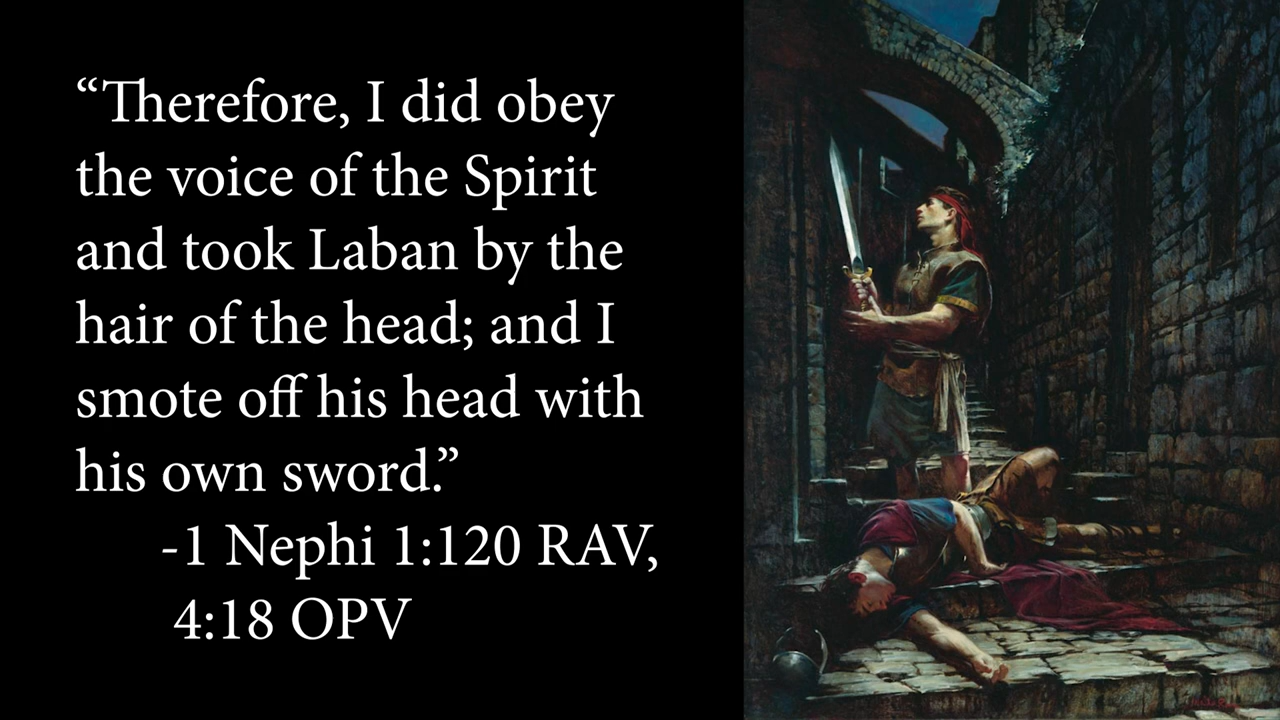 “Therefore, I did obey
the voice of the Spirit
and took Laban by the
hair of the head; and I
smote off his head with
his own sword.”
-1 Nephi 1:120 RAV,
4:18 OPV